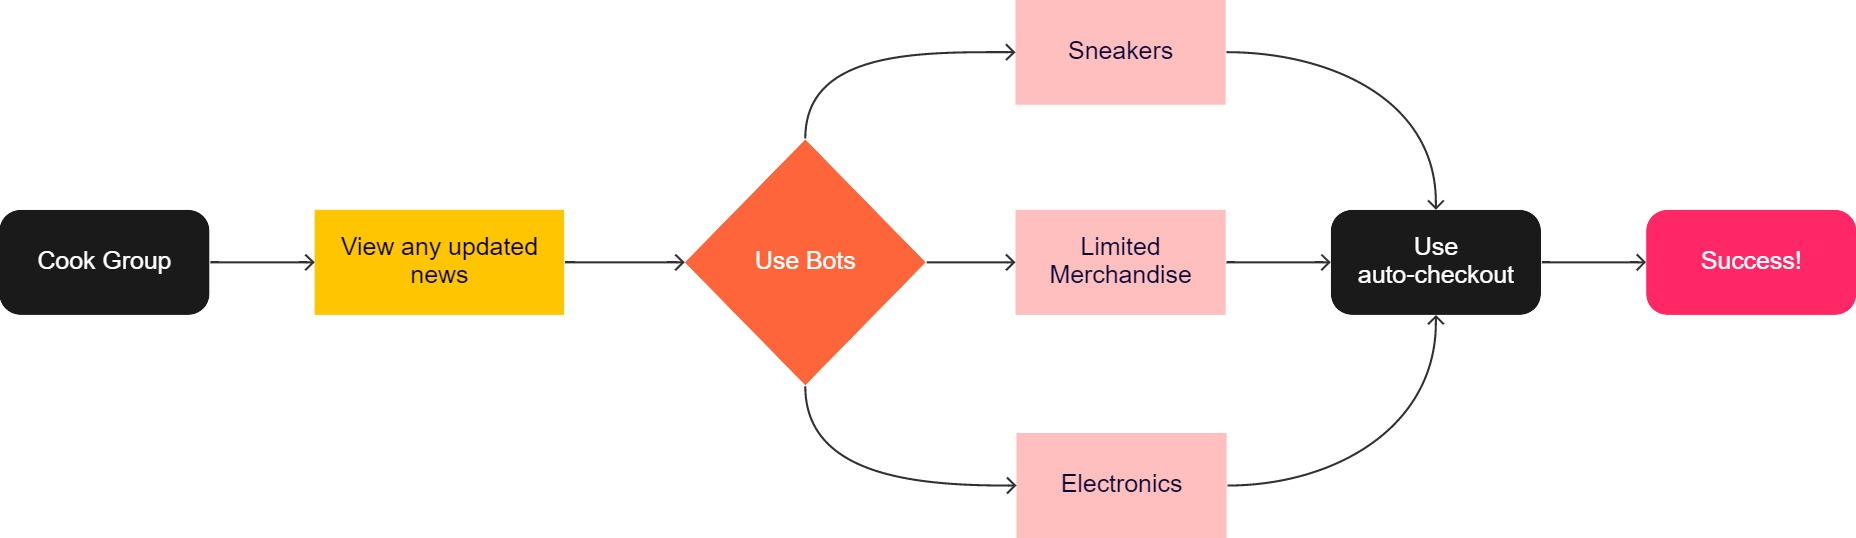 Cook Group
View any updated
news
Use Bots
Sneakers
Limited
Merchandise
Electronics
Use
auto-checkout
Success!